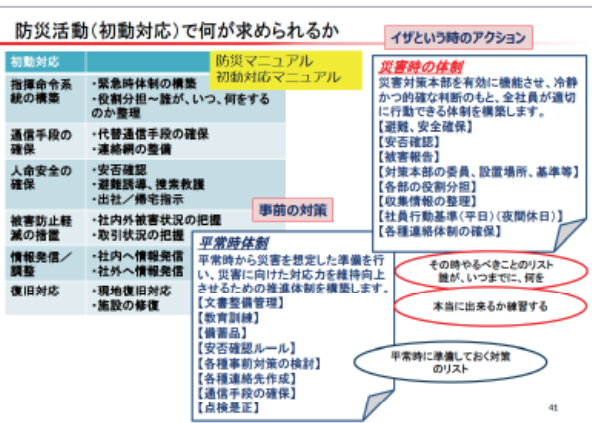 防災活動(初動対応)で何が求められるか
イザという時のアクション
初動対応
防災マニュアル
初動対応マニュアル
指揮命令系
統の構築
・緊急時体制の構築
・役割分担～誰が、いつ、何をする
のか整理
通信手段の
確保
・代替通信手段の確保
・連絡網の整備
人命安全の
確保
・安否確認
・避難誘導、捜索救護
・出社／帰宅指示
被害防止軽
減の措置
・社内外被害状況の把握
・取引状況の把握
情報発信／
調整
・社内へ情報発信
・社外へ情報発信
復旧対応
・現地復旧対応
・施設の修復
災害時の体制
災害対策本部を有効に機能させ、冷静
かつ的確な判断のもと、全社員が適切
に行動できる体制を構築します。
【避難、安全確保】
【安否確認】
【被害報告】
【対策本部の委員、設置場所、基準等】
【各部の役割分担】
【収集情報の整理】
【社員行動基準（平日）（夜間休日）】
【各種連絡体制の確保】
事前の対策
平常時体制
平常時から災害を想定した準備を行
い、災害に向けた対応力を維持向上
させるための推進体制を構築します。
【文書整備管理】
【教育訓練】
【備蓄品】
【安否確認ルール】
【各種事前対策の検討】
【各種連絡先作成】
【通信手段の確保】
【点検是正】
その時やるべきことのリスト
誰が、いつまでに、何を
本当に出来るか練習する
平常時に準備しておく対策
のリスト
41